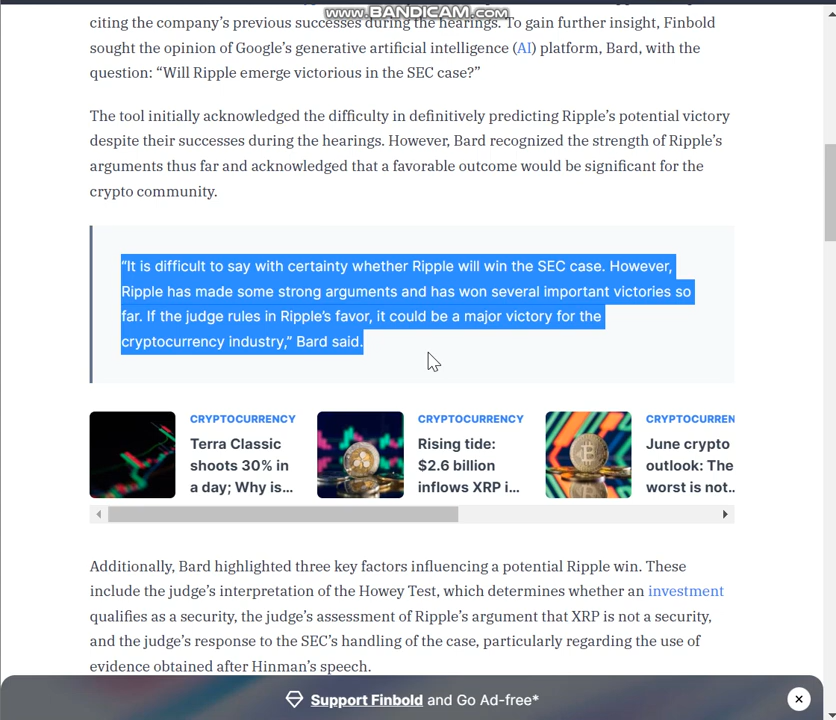 www.BANDICAM.com
citing the company's previous successes during the hearings. To gain further insight, Finbold
sought the opinion of Google's generative artificial intelligence (AI) platform, Bard, with the
question: “Will Ripple emerge victorious in the SEC case?”
The tool initially acknowledged the difficulty in definitively predicting Ripple's potential victory
despite their successes during the hearings. However, Bard recognized the strength of Ripple's
arguments thus far and acknowledged that a favorable outcome would be significant for the
crypto community.
“It is difficult to say with certainty whether Ripple will win the SEC case. However,
Ripple has made some strong arguments and has won several important victories so
far. If the judge rules in Ripple's favor, it could be a major victory for the
cryptocurrency industry,” Bard said.
CRYPTOCURRENCY
Terra Classic
shoots 30% in
a day; Why is...
CRYPTOCURRENCY
Rising tide:
$2.6 billion
inflows XRP i...
CRYPTOCURREN
June crypto
outlook: The
worst is not..
Additionally, Bard highlighted three key factors influencing a potential Ripple win. These
include the judge's interpretation of the Howey Test, which determines whether an investment
qualifies as a security, the judge's assessment of Ripple's argument that XRP is not a security,
and the judge's response to the SEC's handling of the case, particularly regarding the use of
evidence obtained after Hinman's speech.
Support Finbold and Go Ad-free*